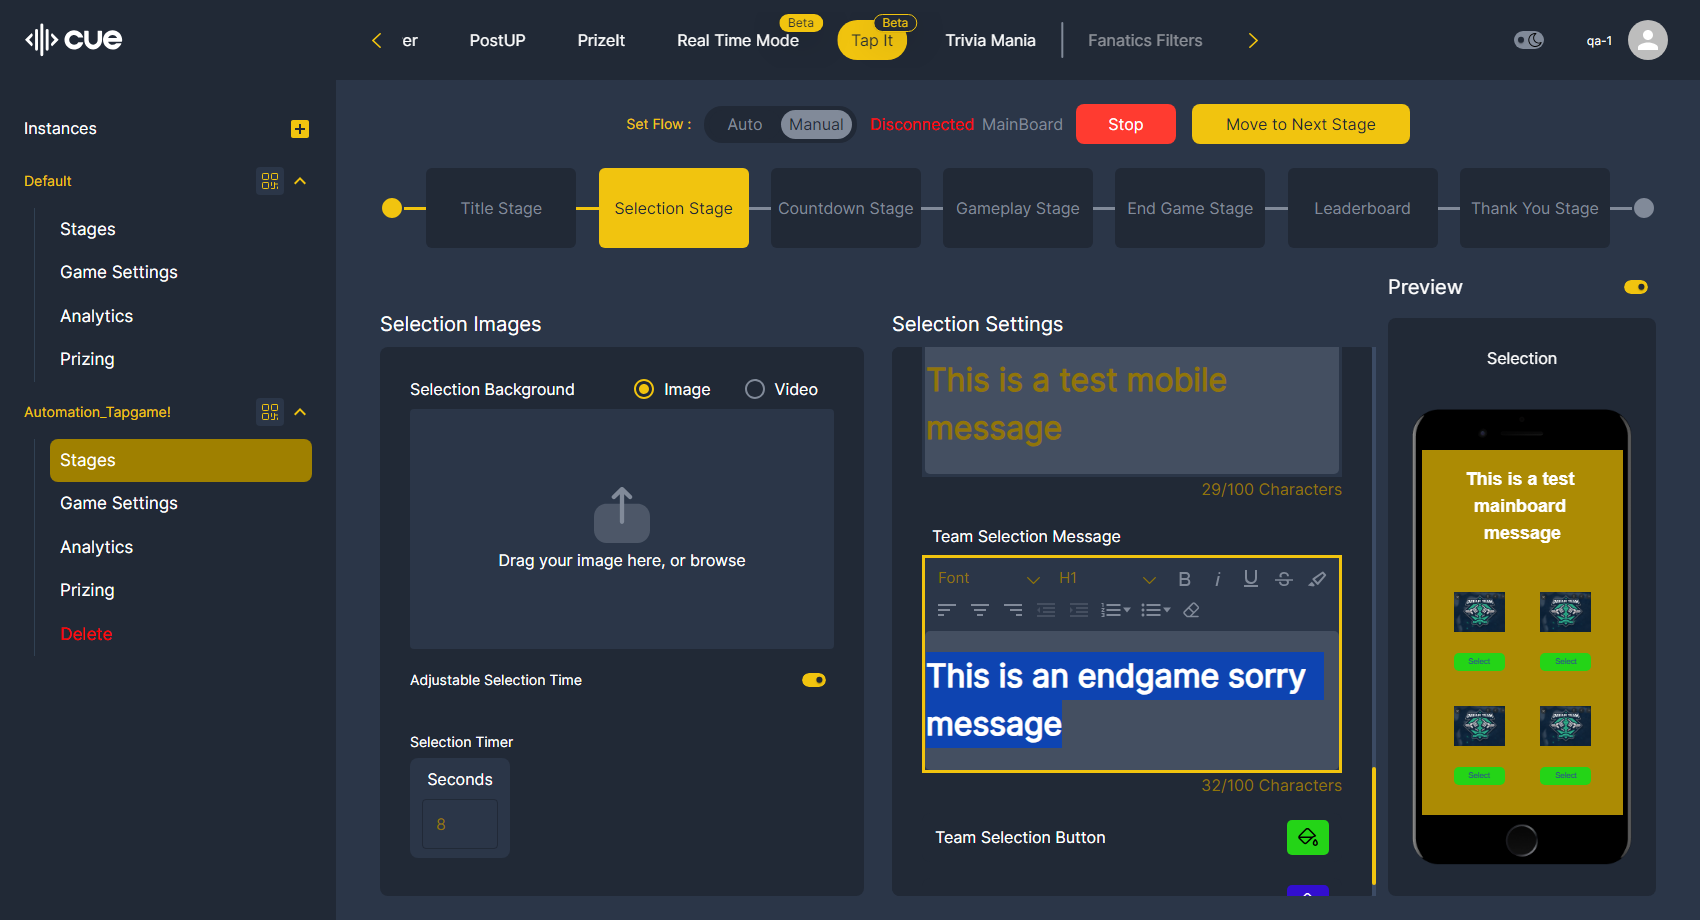 cue
er
PostUP
PrizeIt
Real Time Mode
Beta
Tap It
Beta
Trivia Mania
Fanatics Filters
qa-1
Instances
Default
Stages
Game Settings
Analytics
Prizing
Automation_Tapgame!
Stages
Game Settings
Analytics
Prizing
Delete
Set Flow :
Auto
Manual
Disconnected MainBoard
Stop
Move to Next Stage
Title Stage
Selection Stage
Countdown Stage
Gameplay Stage
End Game Stage
Leaderboard
Thank You Stage
Selection Images
Selection Background
Image
Video
Drag your image here, or browse
Adjustable Selection Time
Selection Timer
Seconds
8
Selection Settings
This is a test mobile
message
29/100 Characters
Team Selection Message
Font
H1
B
i
U
S
This is an endgame sorry
message
32/100 Characters
Team Selection Button
Preview
Selection
This is a test
mainboard
message
Select
Select
Select
Select